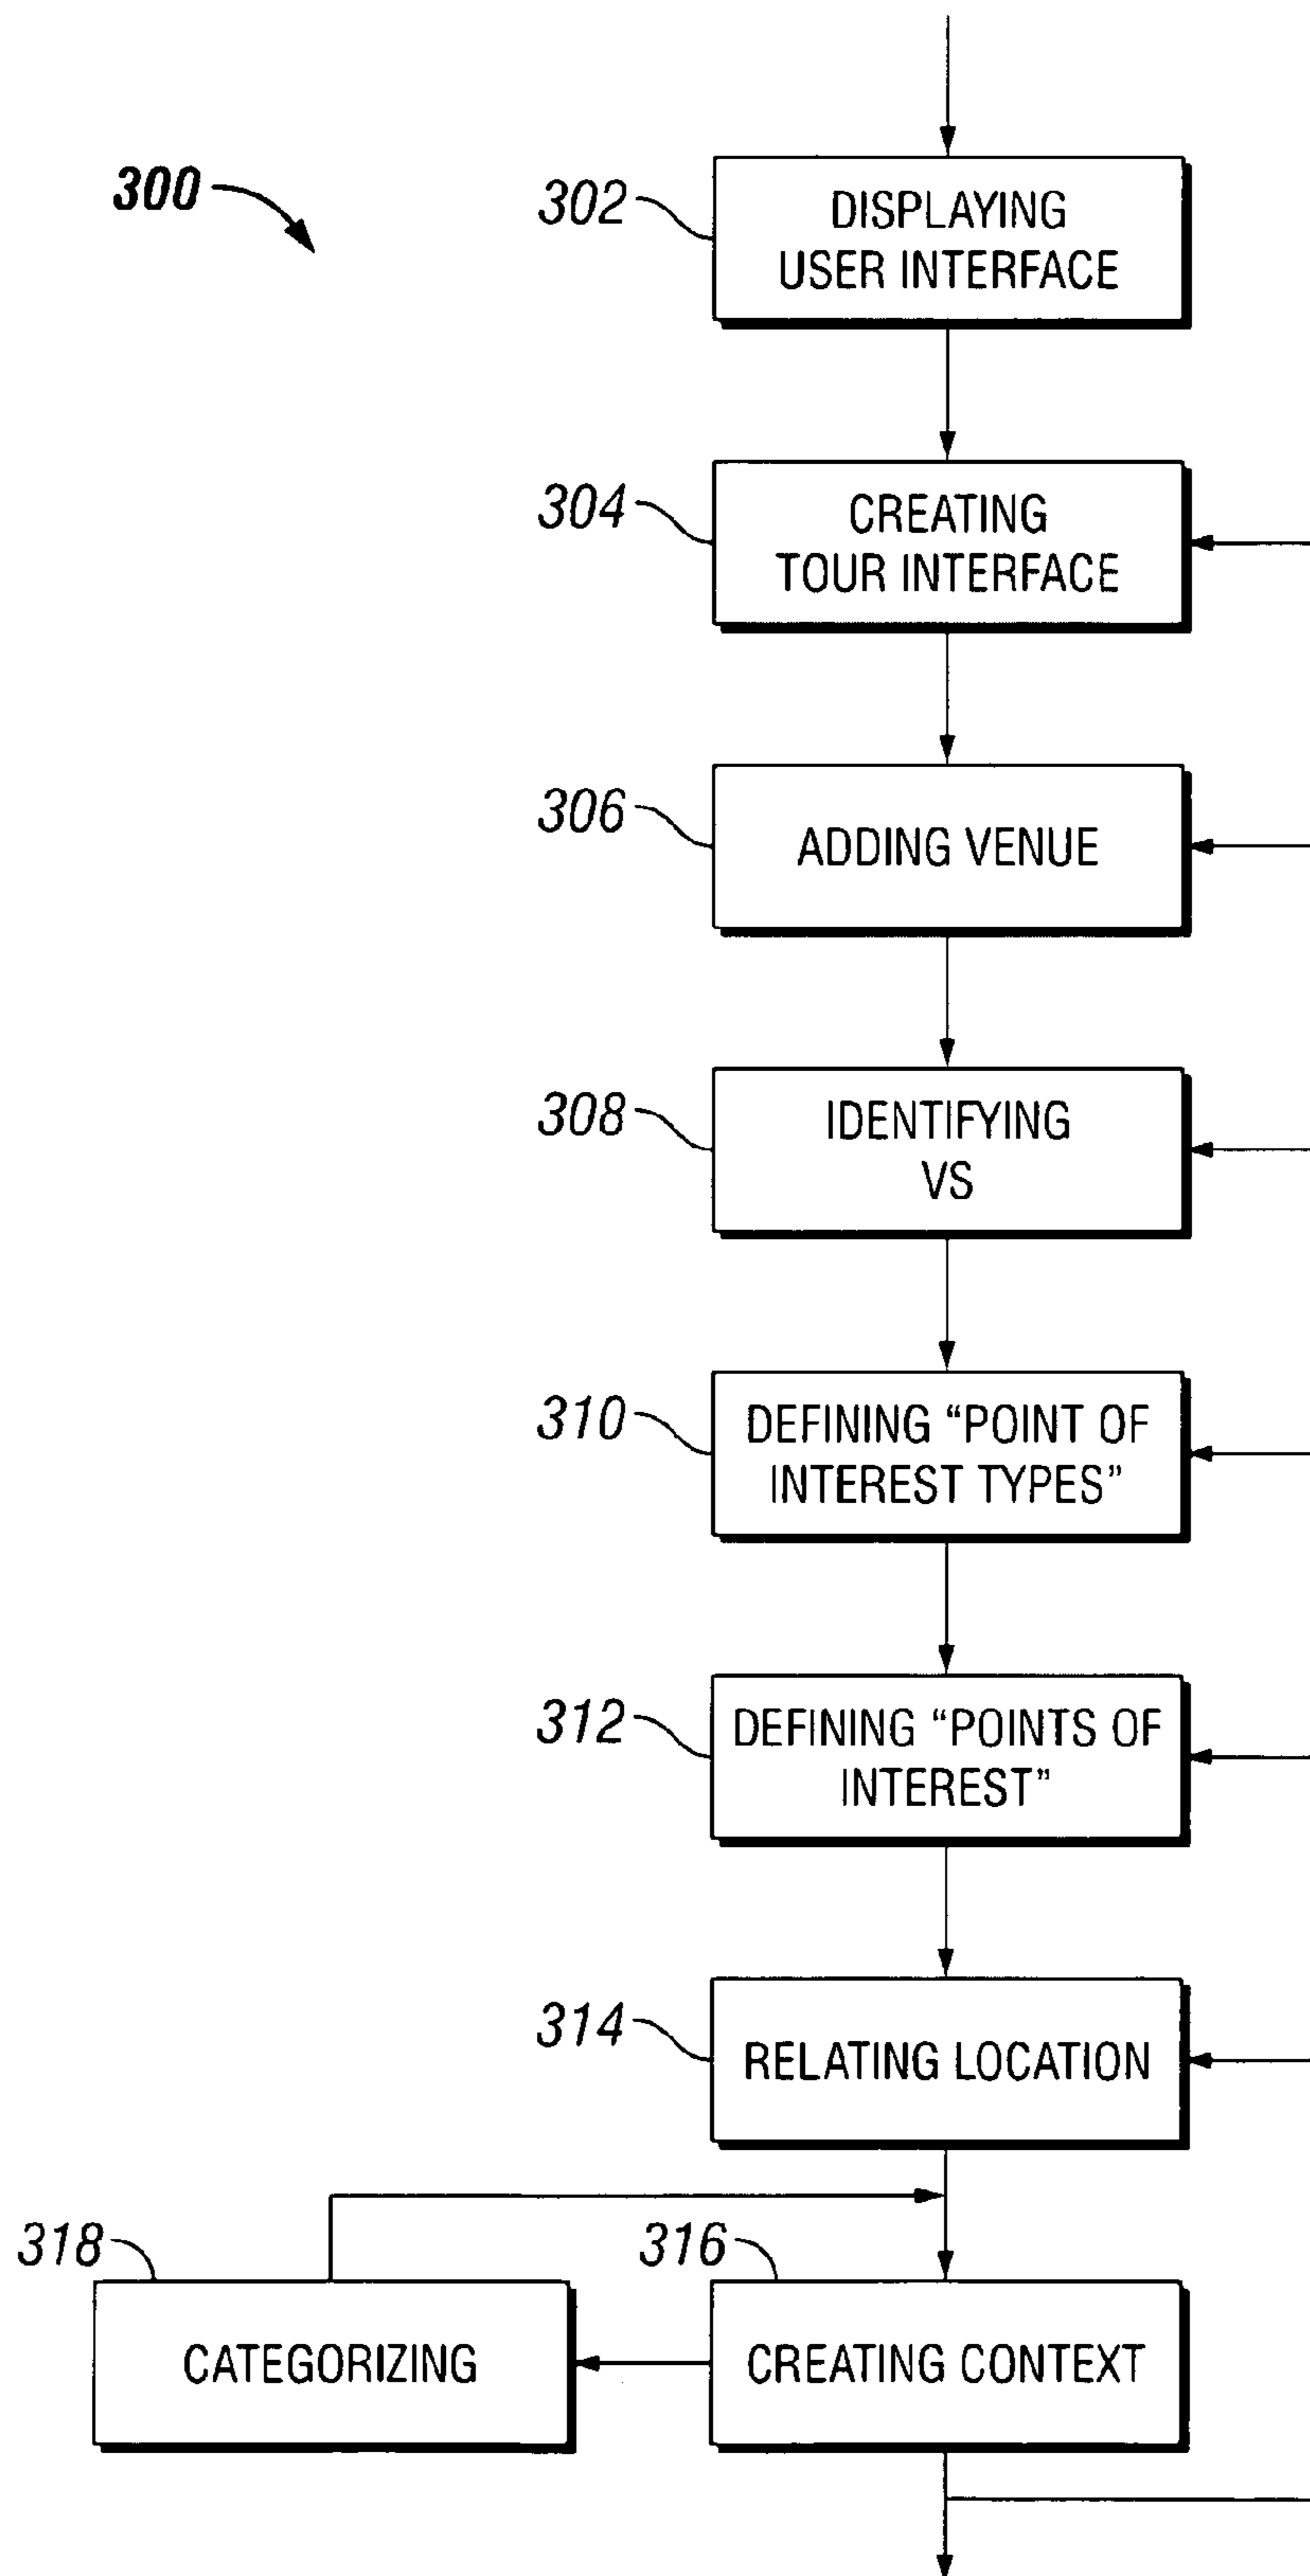 300
302
DISPLAYING
USER INTERFACE
304
CREATING
TOUR INTERFACE
306
ADDING VENUE
308
IDENTIFYING
VS
310
DEFINING “POINT OF
INTEREST TYPES”
312
DEFINING “POINTS OF
INTEREST”
314
RELATING LOCATION
318
CATEGORIZING
316
CREATING CONTEXT